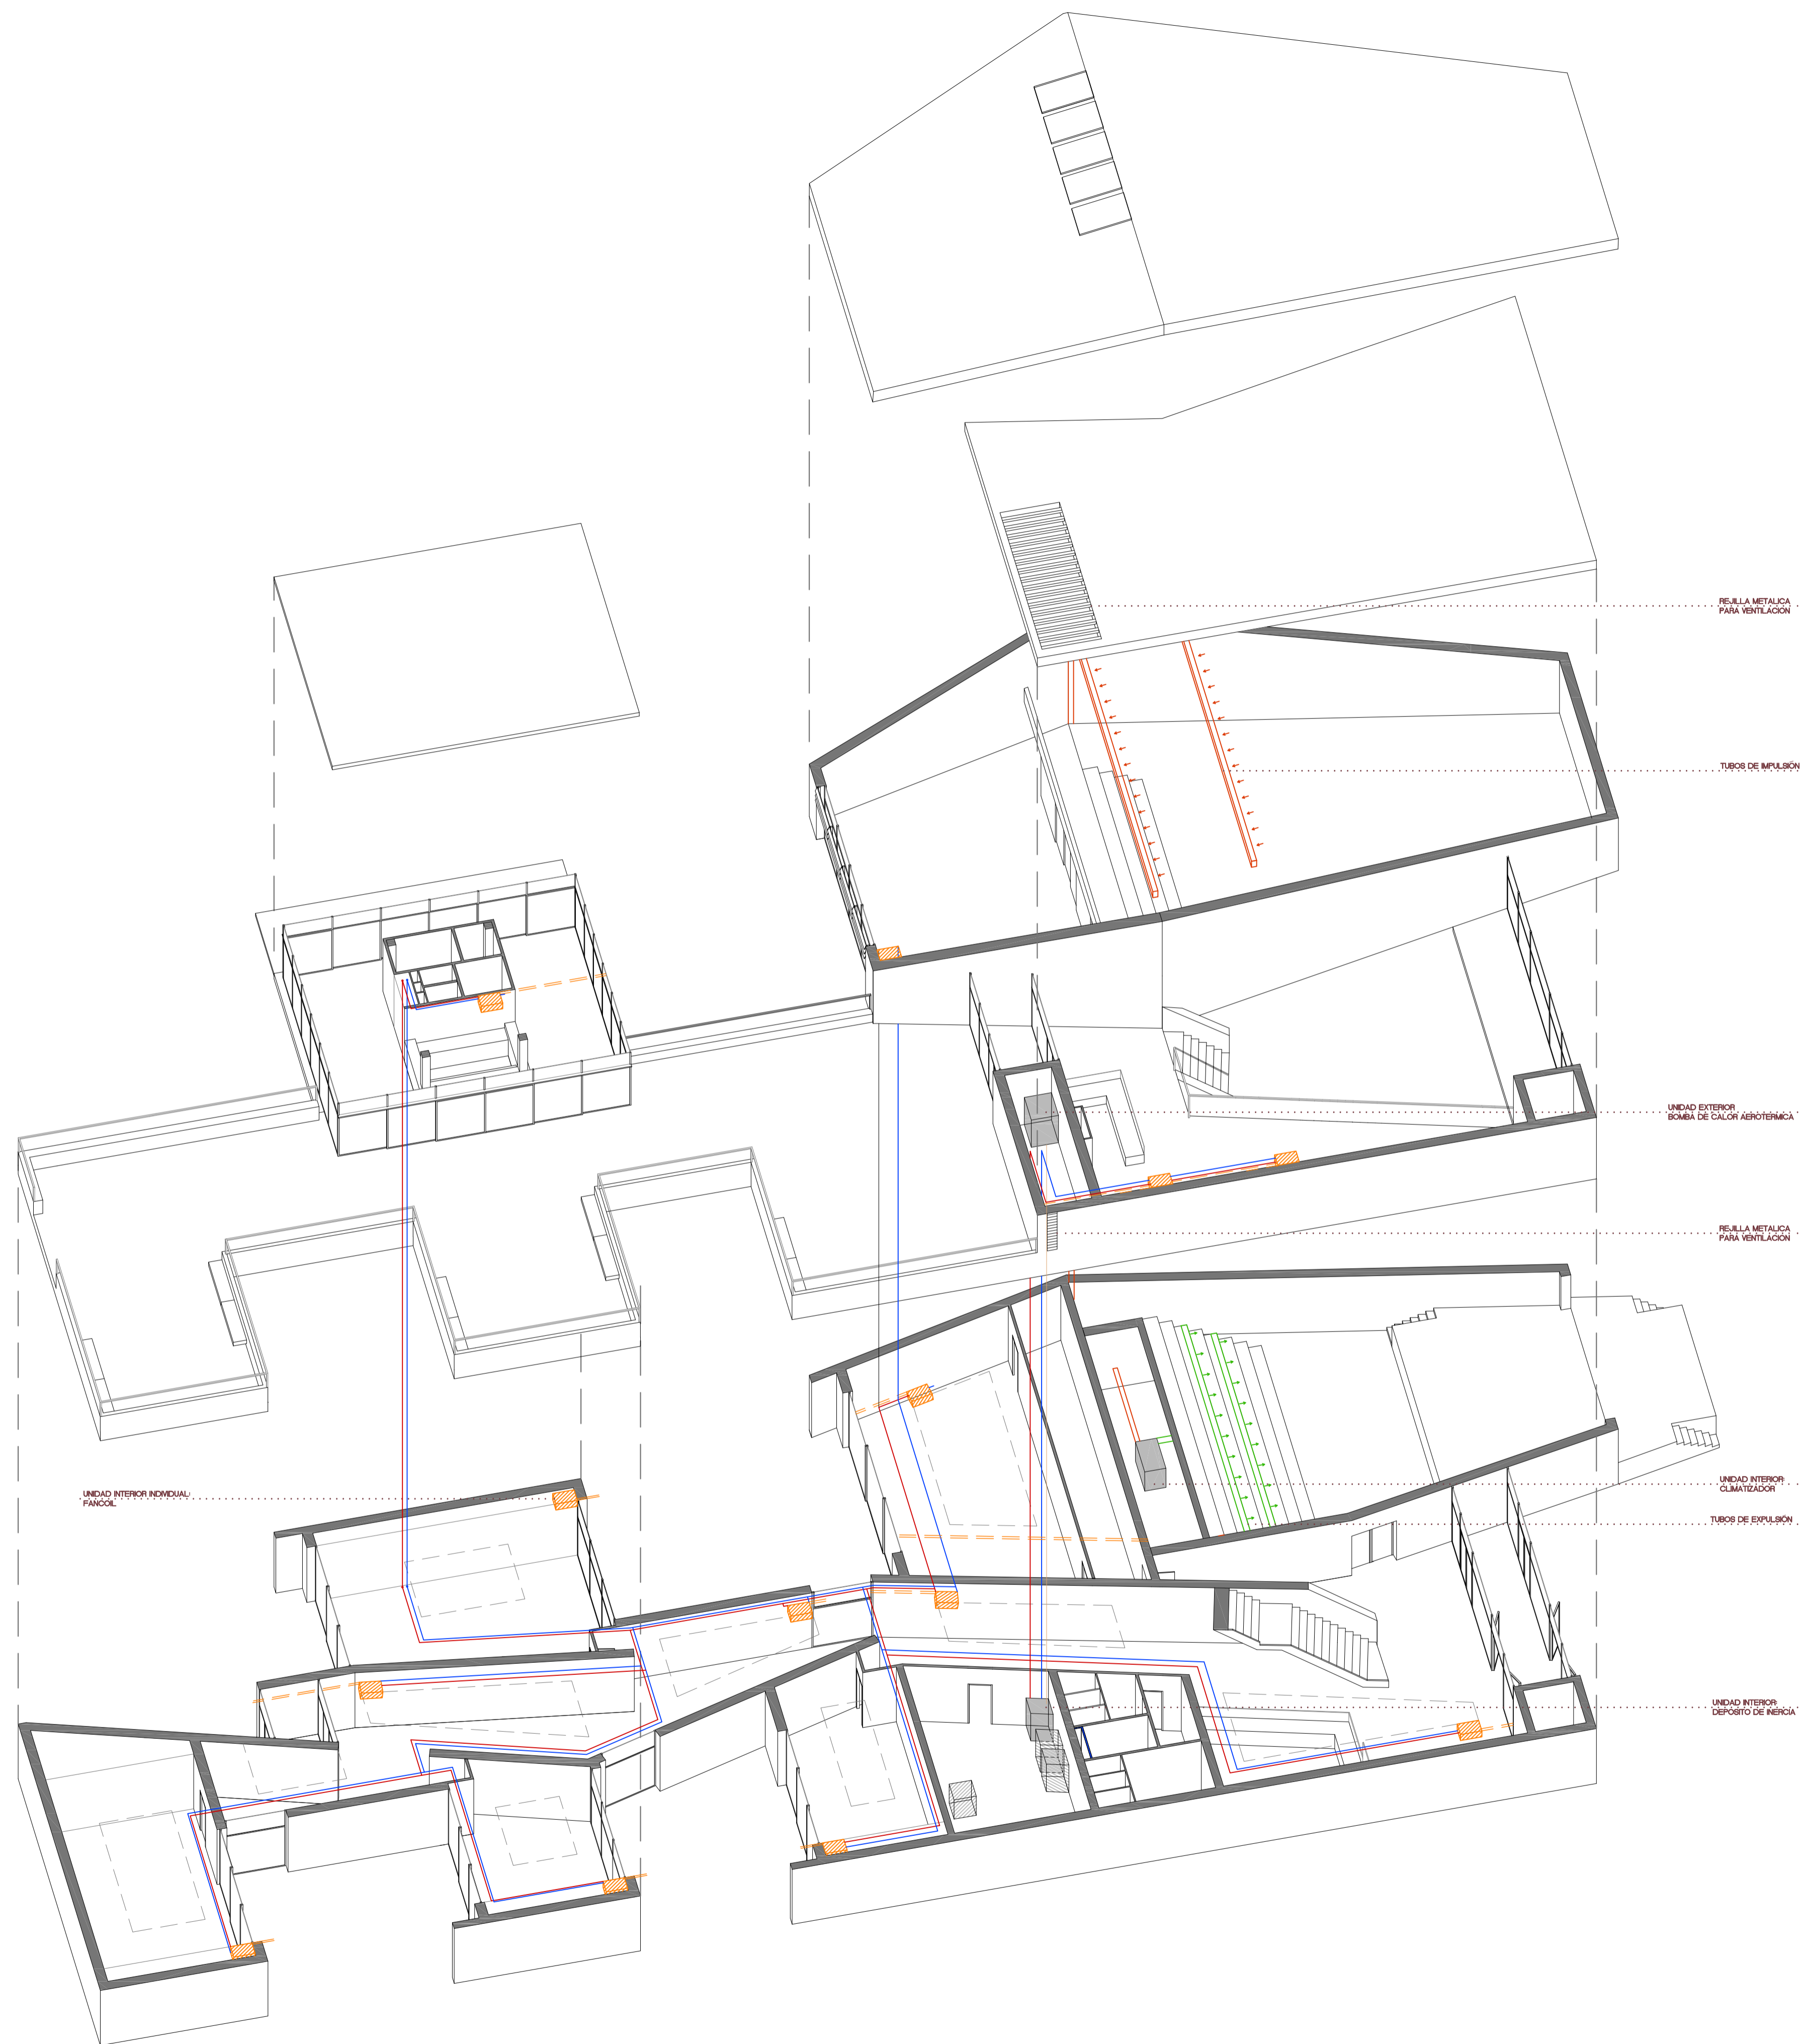 REJILLA METALICA
PARA VENTILACION
TUBOS DE IMPULSIÓN
UNIDAD EXTERIOR
BOMBA DE CALOR AEROTERMICA
REJILLA METALICA
PARA VENTILACION
UNIDAD INTERIOR
CLIMATIZADOR
UNIDAD INTERIOR INDIVIDUAL:
FANCOIL
TUBOS DE EXPULSIÓN
UNIDAD INTERIOR
DEPOSITO DE INERCIA